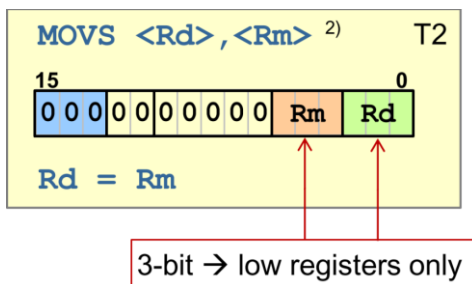 MOVS <Rd>,<Rm> 2) T2
15 0
0 0 0 0 0 0 0 0 0 0 Rm Rd
Rd = Rm
3-bit → low registers only